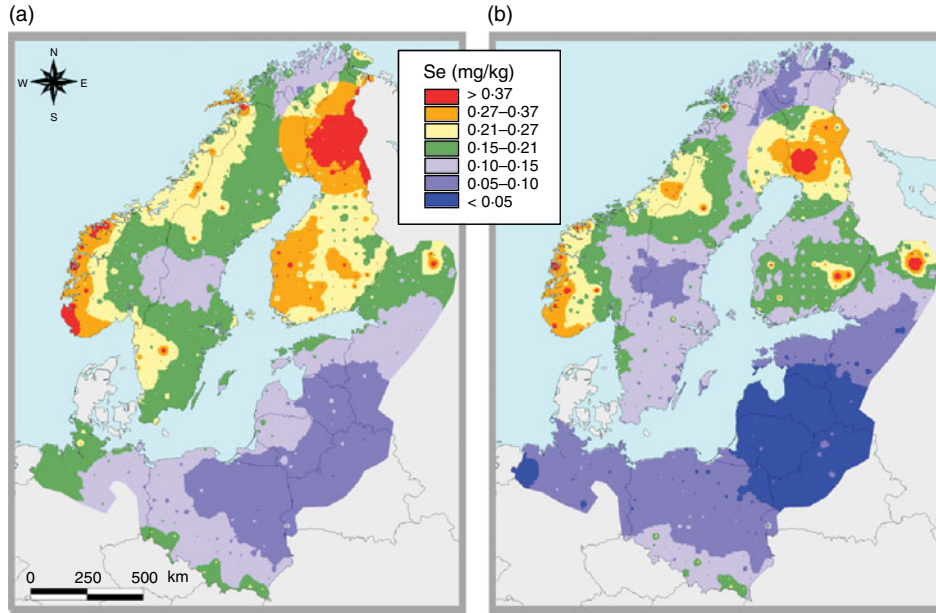 (a)
(b)
N
W E
S
Se (mg/kg)
> 0·37
0·27–0·37
0·21–0·27
0·15–0·21
0·10–0·15
0·05–0·10
< 0·05
0 250 500 km